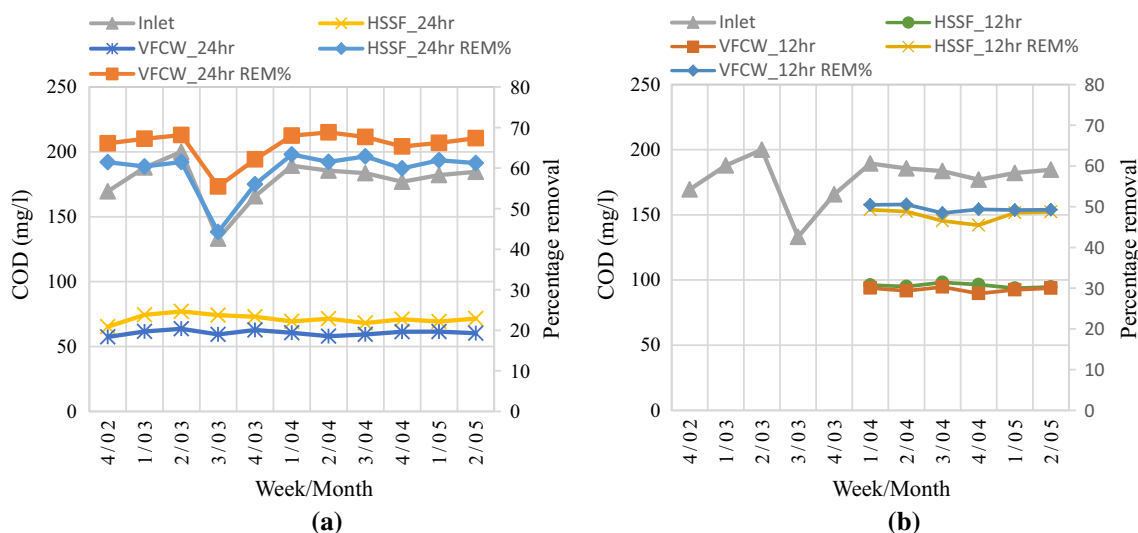 Inlet
HSSF_24hr
VFCW_24hr
HSSF_24hr REM%
VFCW_24hr REM%
250
200
150
100
50
0
COD (mg/l)
80
70
60
50
40
30
20
10
0
Percentage removal
4/02
1/03
2/03
3/03
4/03
1/04
2/04
3/04
4/04
1/05
2/05
Week/Month
(a)
Inlet
HSSF_12hr
VFCW_12hr
HSSF_12hr REM%
VFCW_12hr REM%
250
200
150
100
50
0
COD (mg/l)
80
70
60
50
40
30
20
10
0
Percentage removal
4/02
1/03
2/03
3/03
4/03
1/04
2/04
3/04
4/04
1/05
2/05
Week/Month
(b)